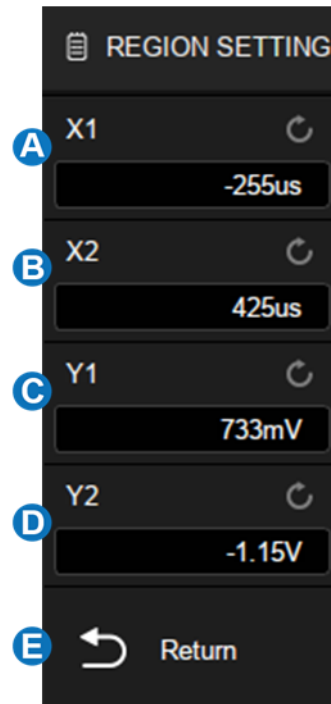 REGION SETTING
A
X1
-255us
B
X2
425us
C
Y1
733mV
D
Y2
-1.15V
E
Return